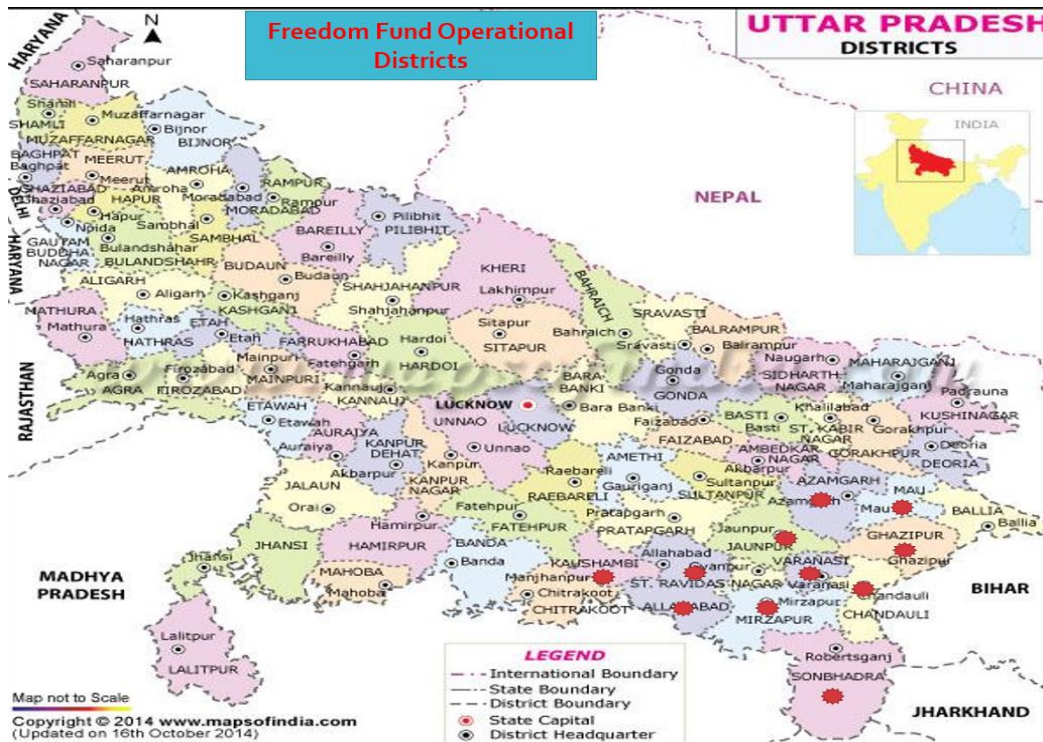 Freedom Fund Operational
Districts
UTTAR PRADESH
DISTRICTS
N
HARYANA
CHINA
INDIA
NEPAL
Saharanpur
SAHARANPUR
Shamli
SHAMLI
Muzaffarnagar
MUZAFFARNAGAR
Bijnor
BIJNOR
BAGHPAT
Baghpat
MEERUT
Meerut
AMROHA
Amroha
Moradabad
MORADABAD
RAMPUR
Rampur
DELHI
GHAZIABAD
Ghaziabad
HAPUR
Hapur
Sambhal
SAMBHAL
Pilibhit
PILIBHIT
BAREILLY
Bareilly
HARYANA
Noida
GAUTAM
BUDDHA
NAGAR
Bulandshahar
BULANDSHAHR
BUDAUN
Budaun
KHERI
Lakhimpur
BAHRAICH
SHAHJAHANPUR
Shahjahanpur
ALIGARH
Aligarh
Kashganj
KASHGANJ
MATHURA
Mathura
Hathras
HATHRAS
ETAH
Etah
FARRUKHABAD
Fatehgarh
Hardoi
HARDOI
Sitapur
SITAPUR
Bahraich
SRAVASTI
Sravasti
BALRAMPUR
Balrampur
Naugarh
SIDHARTH
NAGAR
MAHARAJGANJ
Maharajganj
Padrauna
KUSHINAGAR
RAJASTHAN
Agra
AGRA
Firozabad
FIROZABAD
Mainpuri
MAINPURI
Kannauj
KANNAUJ
BARA
BANKI
Bara Banki
Gonda
GONDA
BASTI
Basti
Khalilabad
ST. KABIR
NAGAR
Gorakhpur
GORAKHPUR
Deoria
DEORIA
ETAWAH
Etawah
AURAIYA
Auraiya
KANPUR
DEHAT
Akbarpur
LUCKNOW
LUCKNOW
UNNAO
Unnao
Kanpur
KANPUR
NAGAR
Faizabad
FAIZABAD
AMBEDKAR
NAGAR
Akbarpur
AMETHI
Gauriganj
Sultanpur
SULTANPUR
Raebareli
RAEBARELI
AZAMGARH
Azamgarh
MAU
Mau
BALLIA
Ballia
JALAUN
Orai
Hamirpur
HAMIRPUR
Fatehpur
FATEHPUR
Pratapgarh
PRATAPGARH
Jaunpur
JAUNPUR
GHAZIPUR
Ghazipur
JHANSI
Jhansi
BANDA
Banda
KAUSHAMBI
Manjhanpur
Allahabad
ALLAHABAD
Gyanpur
ST. RAVIDAS
NAGAR
VARANASI
Varanasi
Chandauli
CHANDAULI
BIHAR
MADHYA
PRADESH
MAHOBA
Mahoba
Chitrakoot
CHITRAKOOT
Mirzapur
MIRZAPUR
Lalitpur
LALITPUR
Robertsganj
SONBHADRA
JHARKHAND
LEGEND
International Boundary
State Boundary
District Boundary
State Capital
District Headquarter
Map not to Scale
Copyright © 2014 www.mapsofindia.com
(Updated on 16th October 2014)